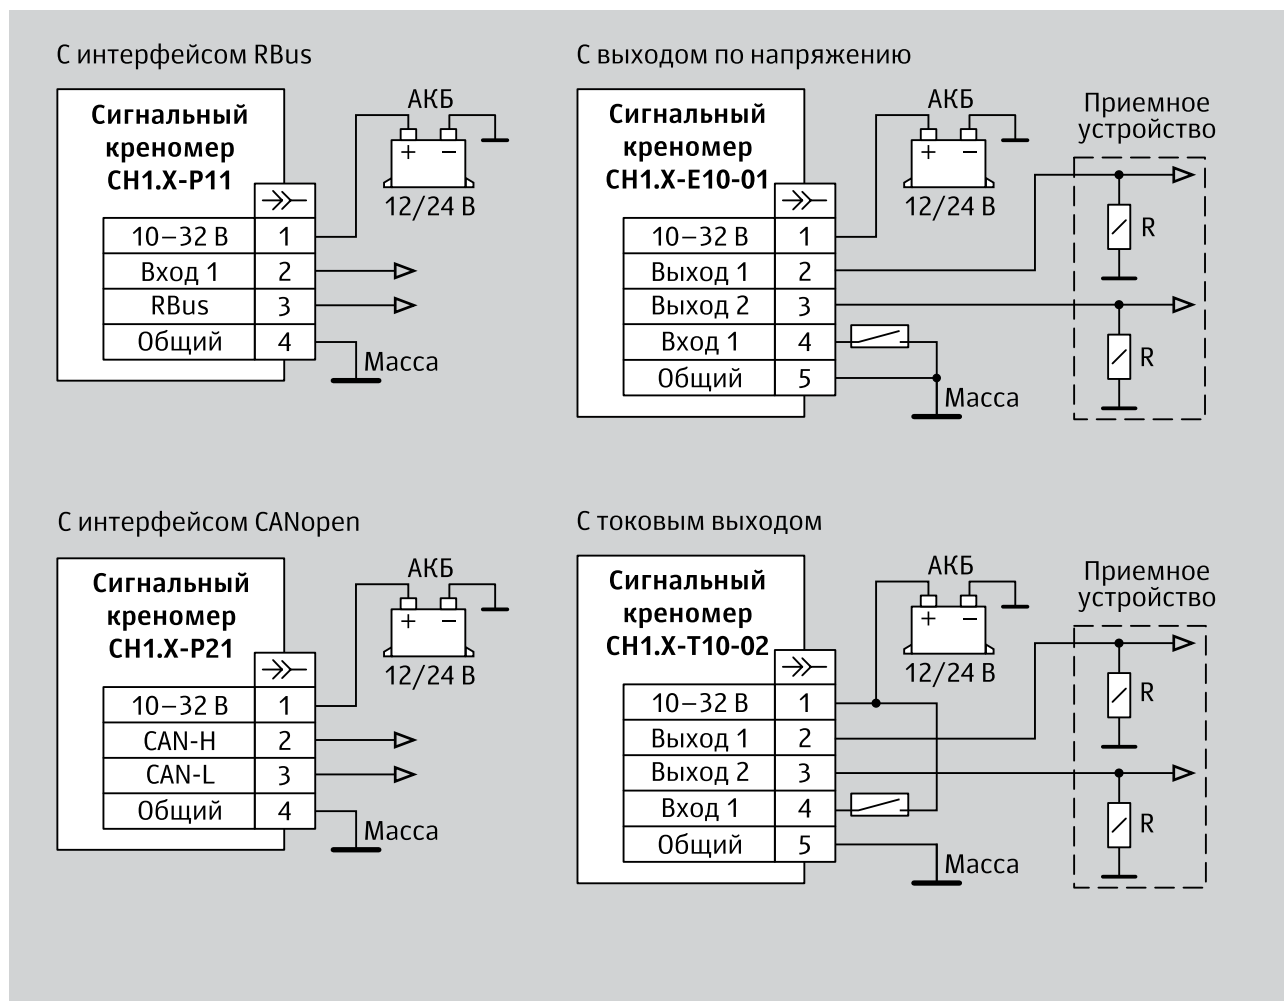 С интерфейсом RBus
Сигнальный
креномер
СН1.Х-Р11
АКБ
+ −
12/24 В
10–32 В 1
Вход 1 2
RBus 3
Общий 4
Масса
С выходом по напряжению
Сигнальный
креномер
СН1.Х-Е10-01
АКБ
+ −
12/24 В
Приемное
устройство
10–32 В 1
Выход 1 2
Выход 2 3
Вход 1 4
Общий 5
R
R
Масса
С интерфейсом CANopen
Сигнальный
креномер
СН1.Х-Р21
АКБ
+ −
12/24 В
10–32 В 1
CAN-H 2
CAN-L 3
Общий 4
Масса
С токовым выходом
Сигнальный
креномер
СН1.Х-Т10-02
АКБ
+ −
12/24 В
Приемное
устройство
10–32 В 1
Выход 1 2
Выход 2 3
Вход 1 4
Общий 5
R
R
Масса